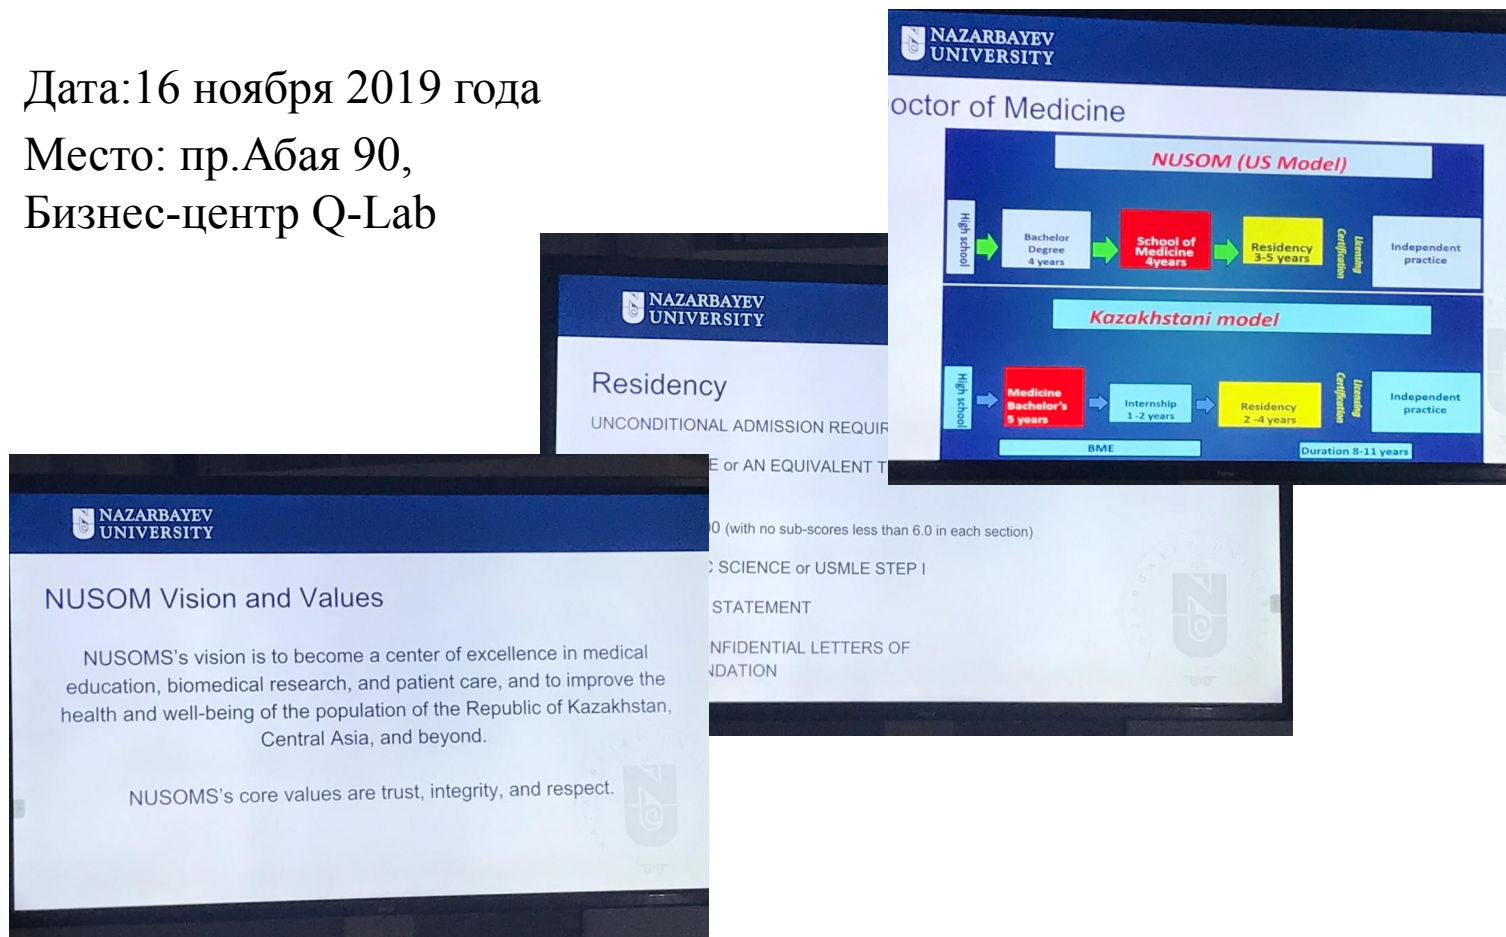 Дата:16 ноября 2019 года
Место: пр.Абая 90,
Бизнес-центр Q-Lab
NAZARBAYEV
UNIVERSITY
octor of Medicine
NUSOM (US Model)
High school
Bachelor
Degree
4 years
School of
Medicine
4years
Residency
3-5 years
Licensing
Certification
Independent
practice
Kazakhstani model
High school
Medicine
Bachelor's
5 years
Internship
1-2 years
Residency
2 -4 years
Licensing
Certification
Independent
practice
BME
Duration 8-11 years
NAZARBAYEV
UNIVERSITY
Residency
UNCONDITIONAL ADMISSION REQUIR
E or AN EQUIVALENT T
0 (with no sub-scores less than 6.0 in each section)
C SCIENCE or USMLE STEP I
STATEMENT
NFIDENTIAL LETTERS OF
NDATION
NAZARBAYEV
UNIVERSITY
NUSOM Vision and Values
NUSOMS's vision is to become a center of excellence in medical
education, biomedical research, and patient care, and to improve the
health and well-being of the population of the Republic of Kazakhstan,
Central Asia, and beyond.
NUSOMS's core values are trust, integrity, and respect.